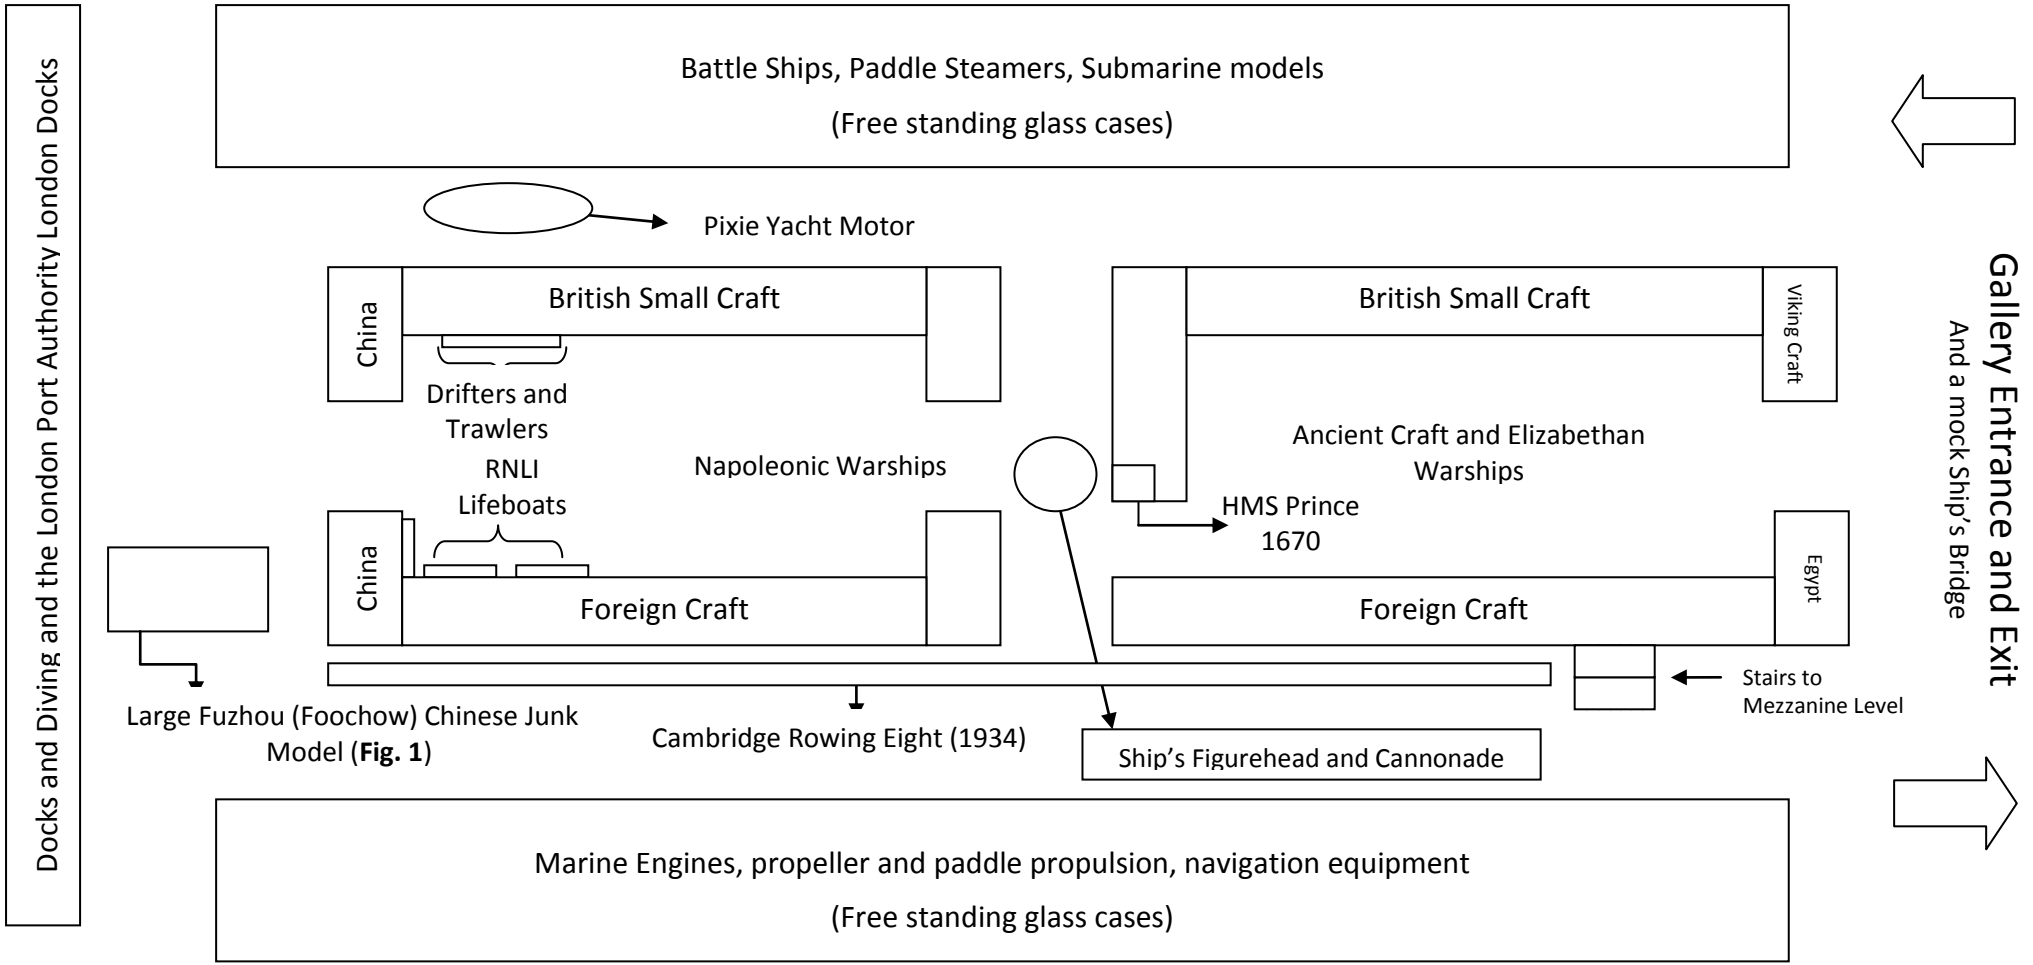 Docks and Diving and the London Port Authority London Docks
Battle Ships, Paddle Steamers, Submarine models
(Free standing glass cases)
Pixie Yacht Motor
China
British Small Craft
British Small Craft
Viking Craft
Drifters and
Trawlers
RNLI
Lifeboats
Napoleonic Warships
Ancient Craft and Elizabethan
Warships
HMS Prince
1670
Gallery Entrance and Exit
And a mock Ship's Bridge
China
Foreign Craft
Foreign Craft
Egypt
Stairs to
Mezzanine Level
Large Fuzhou (Foochow) Chinese Junk
Model (Fig. 1)
Cambridge Rowing Eight (1934)
Ship's Figurehead and Cannonade
Marine Engines, propeller and paddle propulsion, navigation equipment
(Free standing glass cases)